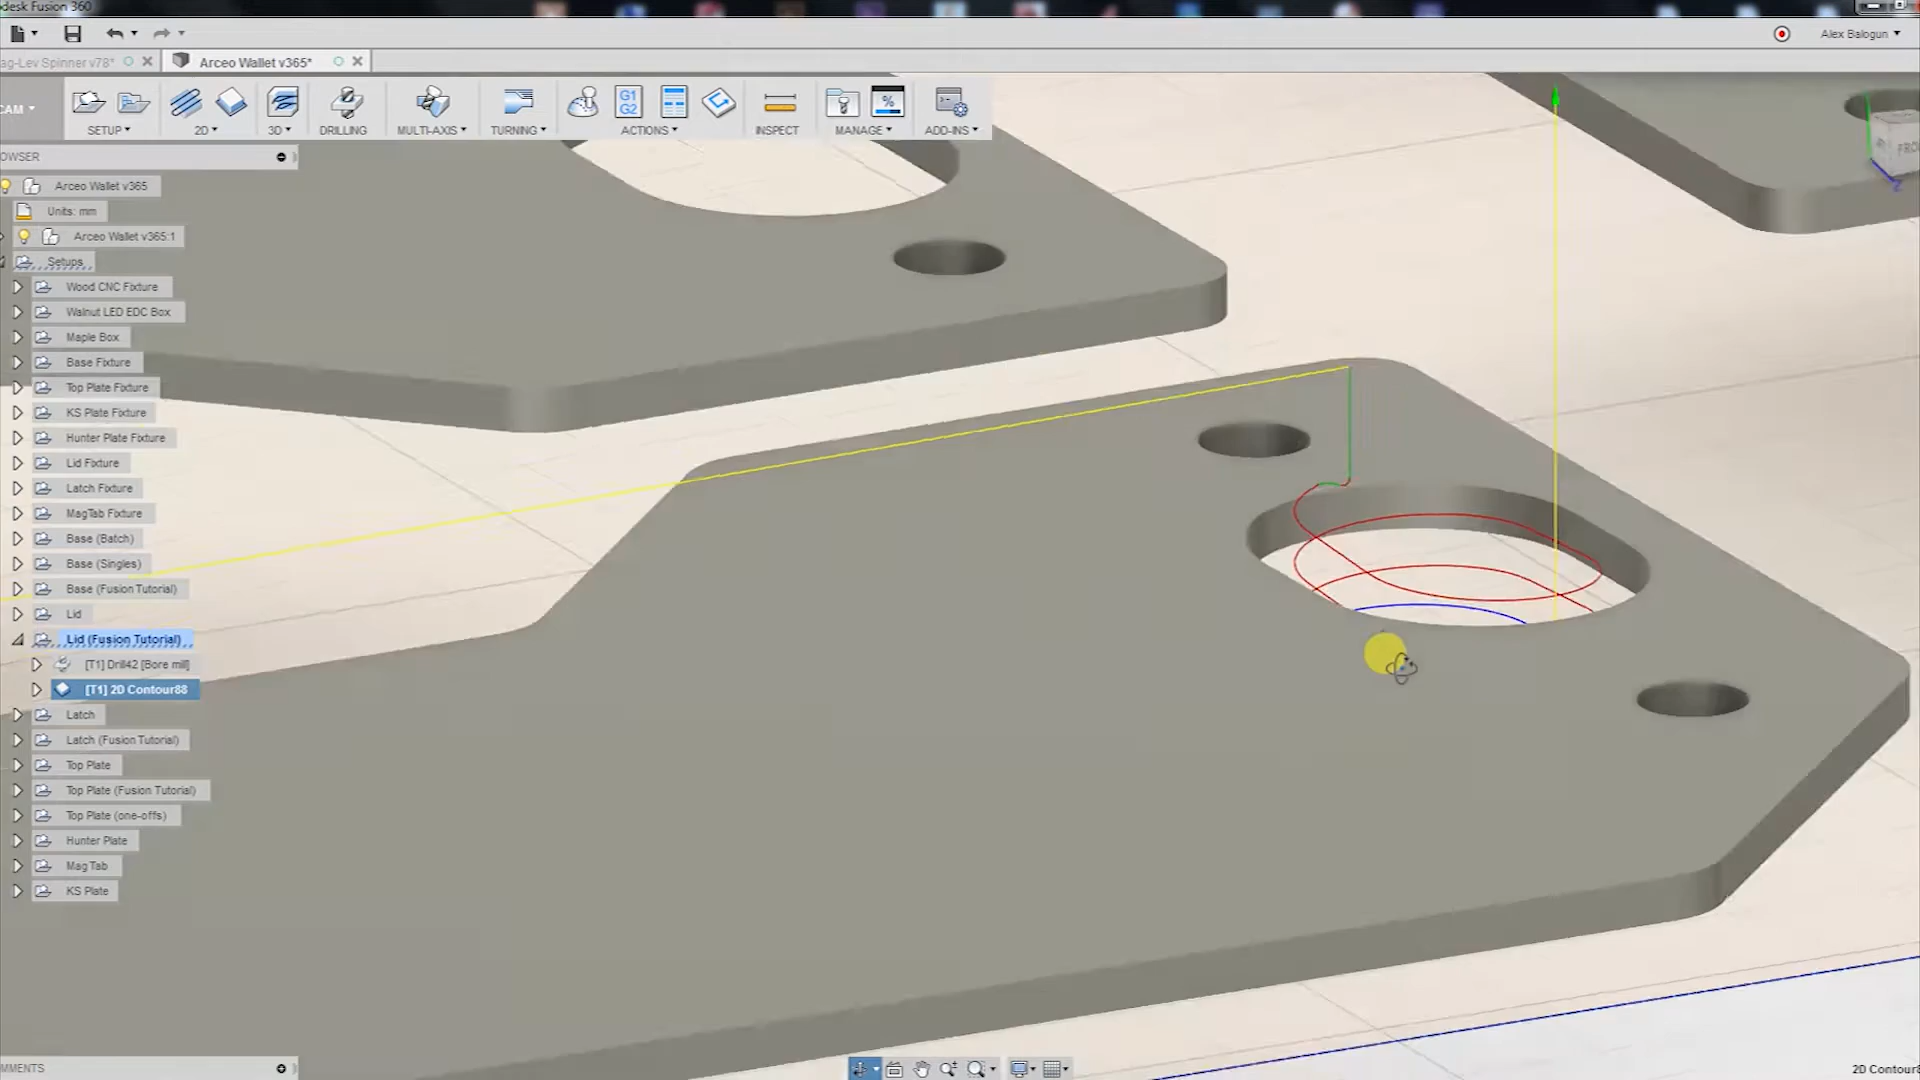 desk Fusion 360
Alex Balogun
ag-Lev Spinner v78*
Arceo Wallet v365*
CAM
SETUP
2D
3D
DRILLING
MULTI-AXIS
TURNING
G1
G2
ACTIONS
INSPECT
%
MANAGE
ADD-INS
OWSER
FRO
Z
Arceo Wallet v365
Units: mm
Arceo Wallet v365:1
Setups
Wood CNC Fixture
Walnut LED EDC Box
Maple Box
Base Fixture
Top Plate Fixture
KS Plate Fixture
Hunter Plate Fixture
Lid Fixture
Latch Fixture
MagTab Fixture
Base (Batch)
Base (Singles)
Base (Fusion Tutorial)
Lid
Lid (Fusion Tutorial)
[T1] Drill42 [Bore mill]
[T1] 2D Contour88
Latch
Latch (Fusion Tutorial)
Top Plate
Top Plate (Fusion Tutorial)
Top Plate (one-offs)
Hunter Plate
Mag Tab
KS Plate
MMENTS
2D Contour8